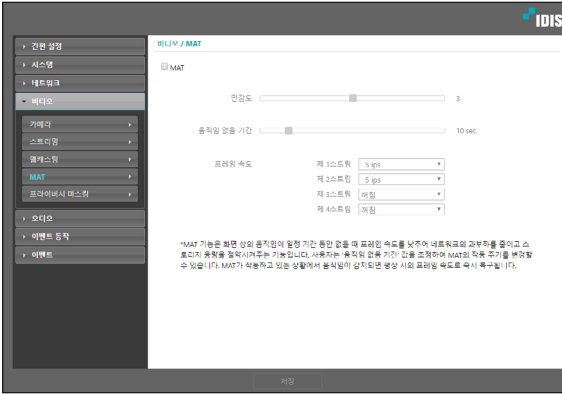 IDIS
간편 설정
시스템
네트워크
비디오
카메라
스트리밍
웹캐스팅
MAT
프라이버시 마스킹
오디오
이벤트 동작
이벤트
비디오 / MAT
MAT
민감도 3
움직임 없음 기간 10 sec.
프레임 속도 제 1스트림 5 ips
제 2스트림 5 ips
제 3스트림 꺼짐
제 4스트림 꺼짐
*MAT 기능은 화면 상의 움직임이 일정 기간 동안 없을 때 프레임 속도를 낮추어 네트워크의 과부하를 줄이고 스
토리지 용량을 절약시켜주는 기능입니다. 사용자는 '움직임 없음 기간' 값을 조정하여 MAT의 작동 주기를 변경할
수 있습니다. MAT가 작동하고 있는 상황에서 움직임이 감지되면 평상 시의 프레임 속도로 즉시 복구됩니다.
저장